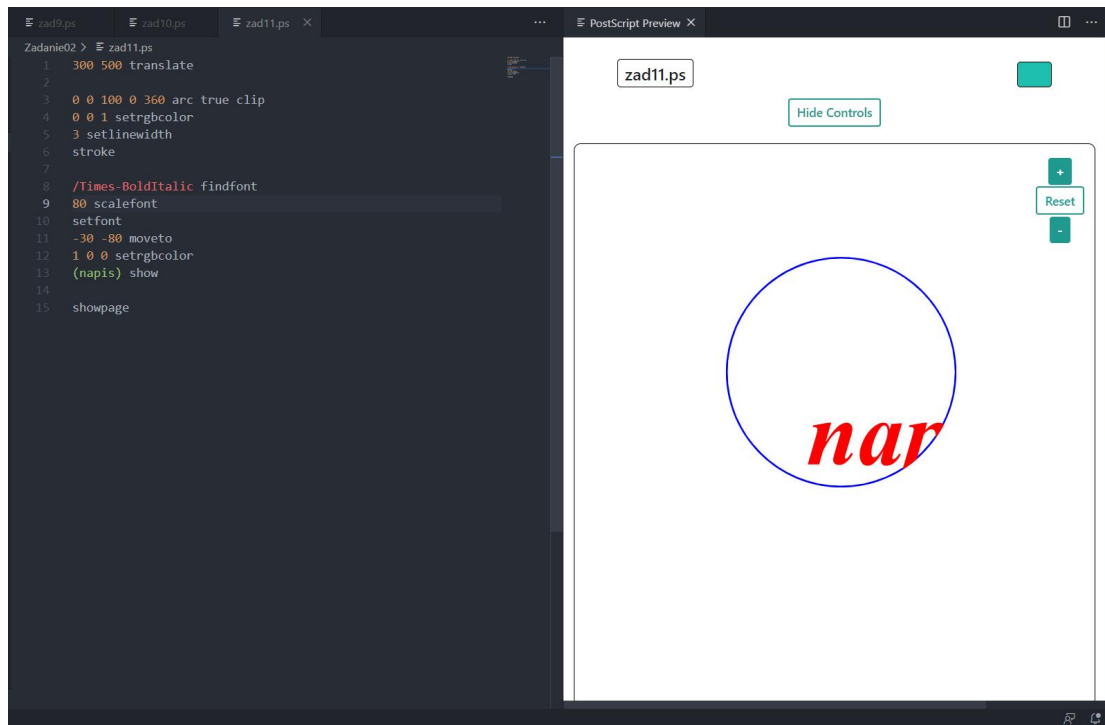 zad9.ps
zad10.ps
zad11.ps
PostScript Preview
Zadanie02 > zad11.ps
1 300 500 translate
2
3 0 0 100 0 360 arc true clip
4 0 0 1 setrgbcolor
5 3 setlinewidth
6 stroke
7
8 /Times-BoldItalic findfont
9 80 scalefont
10 setfont
11 -30 -80 moveto
12 1 0 0 setrgbcolor
13 (napis) show
14
15 showpage
zad11.ps
Hide Controls
+
Reset
-
nap